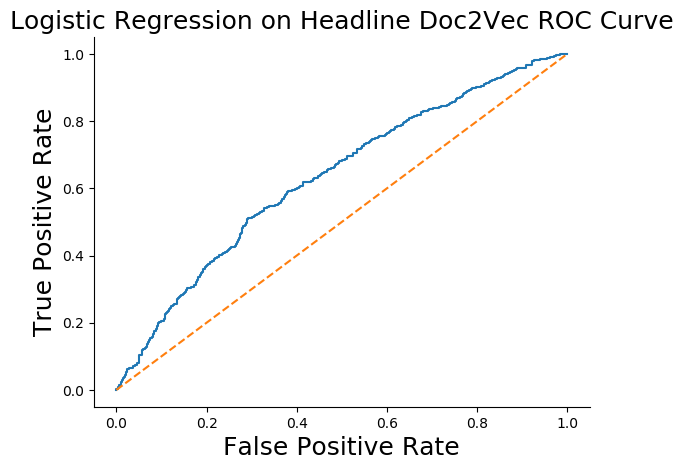 Logistic Regression on Headline Doc2Vec ROC Curve
True Positive Rate
1.0
0.8
0.6
0.4
0.2
0.0
0.0 0.2 0.4 0.6 0.8 1.0
False Positive Rate